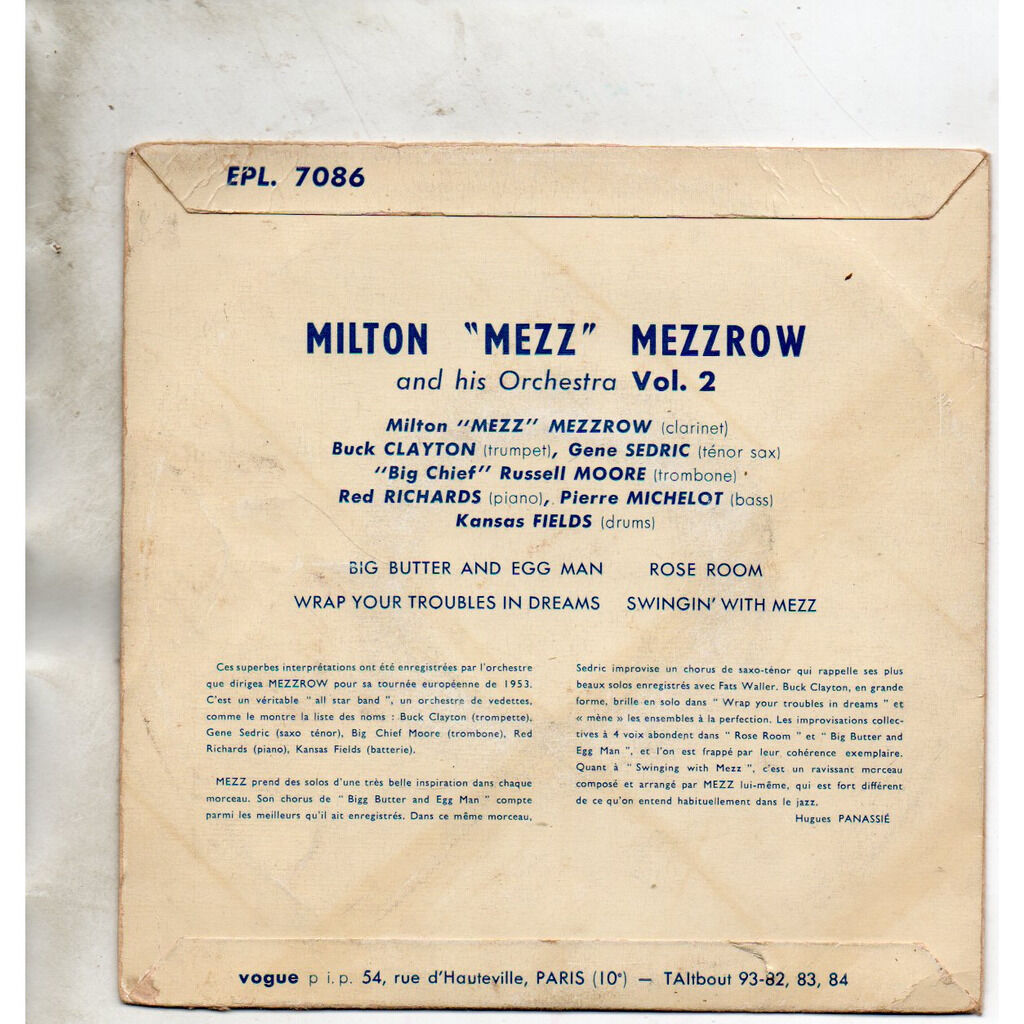 EPL. 7086
MILTON "MEZZ" MEZZROW
and his Orchestra Vol. 2
Milton "MEZZ" MEZZROW (clarinet)
Buck CLAYTON (trumpet), Gene SEDRIC (ténor sax)
"Big Chief" Russell MOORE (trombone)
Red RICHARDS (piano), Pierre MICHELOT (bass)
Kansas FIELDS (drums)
BIG BUTTER AND EGG MAN ROSE ROOM
WRAP YOUR TROUBLES IN DREAMS SWINGIN' WITH MEZZ
Ces superbes interprétations ont été enregistrées par l'orchestre
que dirigea MEZZROW pour sa tournée européenne de 1953.
C'est un véritable " all star band ", un orchestre de vedettes,
comme le montre la liste des noms : Buck Clayton (trompette),
Gene Sedric (saxo ténor), Big Chief Moore (trombone), Red
Richards (piano), Kansas Fields (batterie).
MEZZ prend des solos d'une très belle inspiration dans chaque
morceau. Son chorus de " Bigg Butter and Egg Man " compte
parmi les meilleurs qu'il ait enregistrés. Dans ce même morceau,
Sedric improvise un chorus de saxo-ténor qui rappelle ses plus
beaux solos enregistrés avec Fats Waller. Buck Clayton, en grande
forme, brille en solo dans " Wrap your troubles in dreams " et
« mène » les ensembles à la perfection. Les improvisations collec-
tives à 4 voix abondent dans " Rose Room " et " Big Butter and
Egg Man ", et l'on est frappé par leur cohérence exemplaire.
Quant à " Swinging with Mezz ", c'est un ravissant morceau
composé et arrangé par MEZZ lui-même, qui est fort différent
de ce qu'on entend habituellement dans le jazz.
Hugues PANASSIÉ
vogue p i.p. 54, rue d'Hauteville, PARIS (10e) — TAItbout 93-82, 83, 84